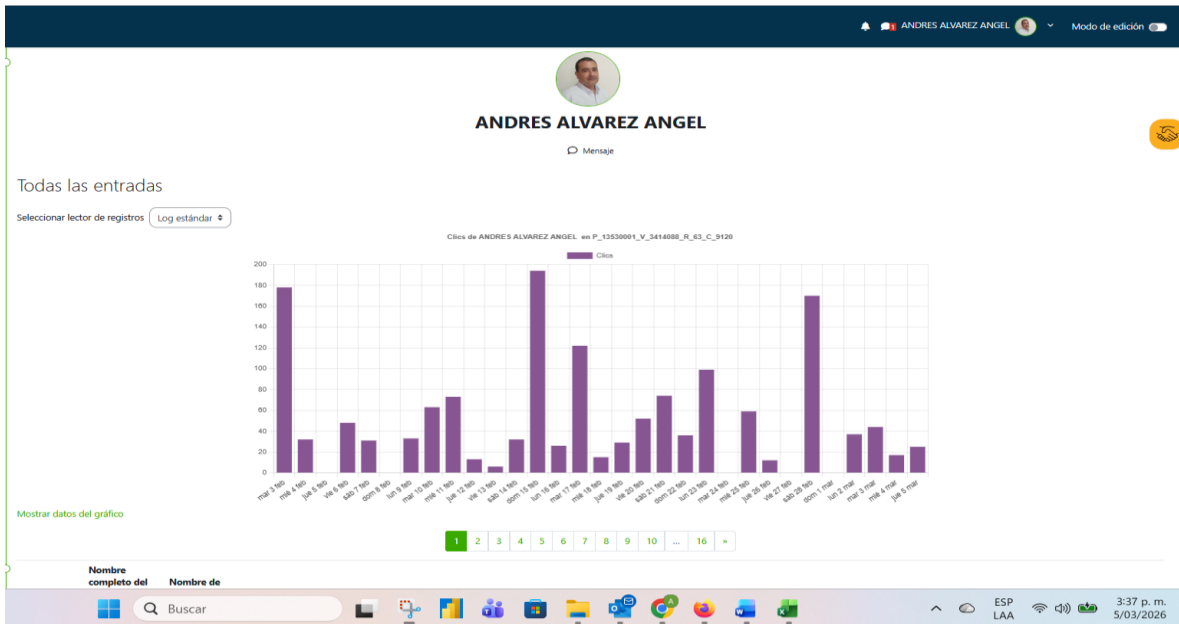 1 ANDRES ALVAREZ ANGEL Modo de edición
ANDRES ALVAREZ ANGEL
Mensaje
Todas las entradas
Seleccionar lector de registros Log estándar
Clics de ANDRES ALVAREZ ANGEL en P_13530001_V_3414088_R_63_C_9120
Clics
200
180
160
140
120
100
80
60
40
20
0
mar 3 feb mié 4 feb jue 5 feb vie 6 feb sáb 7 feb dom 8 feb lun 9 feb mar 10 feb mié 11 feb jue 12 feb vie 13 feb sáb 14 feb dom 15 feb lun 16 feb mar 17 feb mié 18 feb jue 19 feb vie 20 feb sáb 21 feb dom 22 feb lun 23 feb mar 24 feb mié 25 feb jue 26 feb vie 27 feb sáb 28 feb dom 1 mar lun 2 mar mar 3 mar mié 4 mar jue 5 mar
Mostrar datos del gráfico
1 2 3 4 5 6 7 8 9 10 ... 16 »
Nombre
completo del Nombre de
Buscar
ESP
LAA
3:37 p. m.
5/03/2026